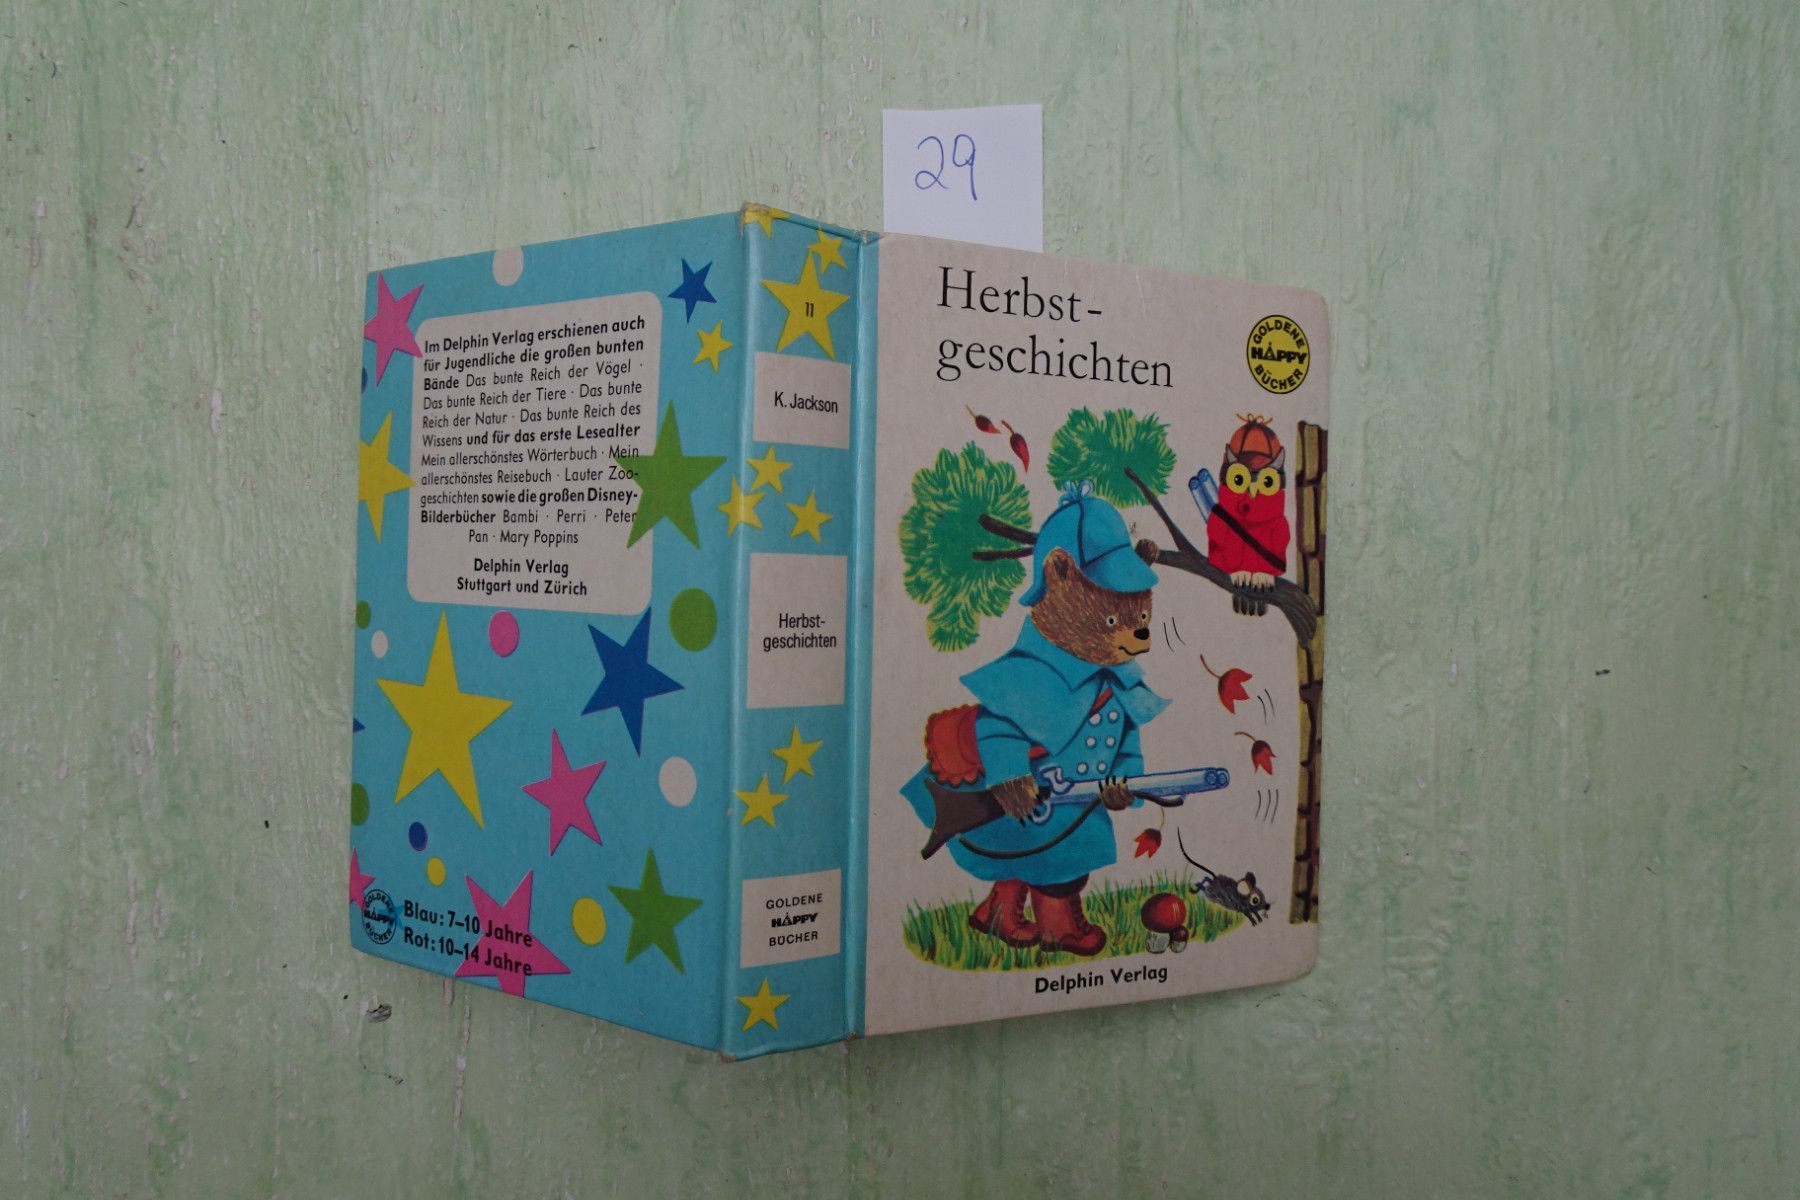 29
Im Delphin Verlag erschienen auch
für Jugendliche die großen bunten
Bände Das bunte Reich der Vögel ·
Das bunte Reich der Tiere · Das bunte
Reich der Natur · Das bunte Reich des
Wissens und für das erste Lesealter
Mein allerschönstes Wörterbuch · Mein
allerschönstes Reisebuch · Lauter Zoo-
geschichten sowie die großen Disney-
Bilderbücher Bambi · Perri · Peter
Pan · Mary Poppins
Delphin Verlag
Stuttgart und Zürich
GOLDENE
HAPPY
BÜCHER
Blau: 7–10 Jahre
Rot: 10–14 Jahre
11
K. Jackson
Herbst-
geschichten
GOLDENE
HAPPY
BÜCHER
Herbst-
geschichten
GOLDENE
HAPPY
BÜCHER
Delphin Verlag